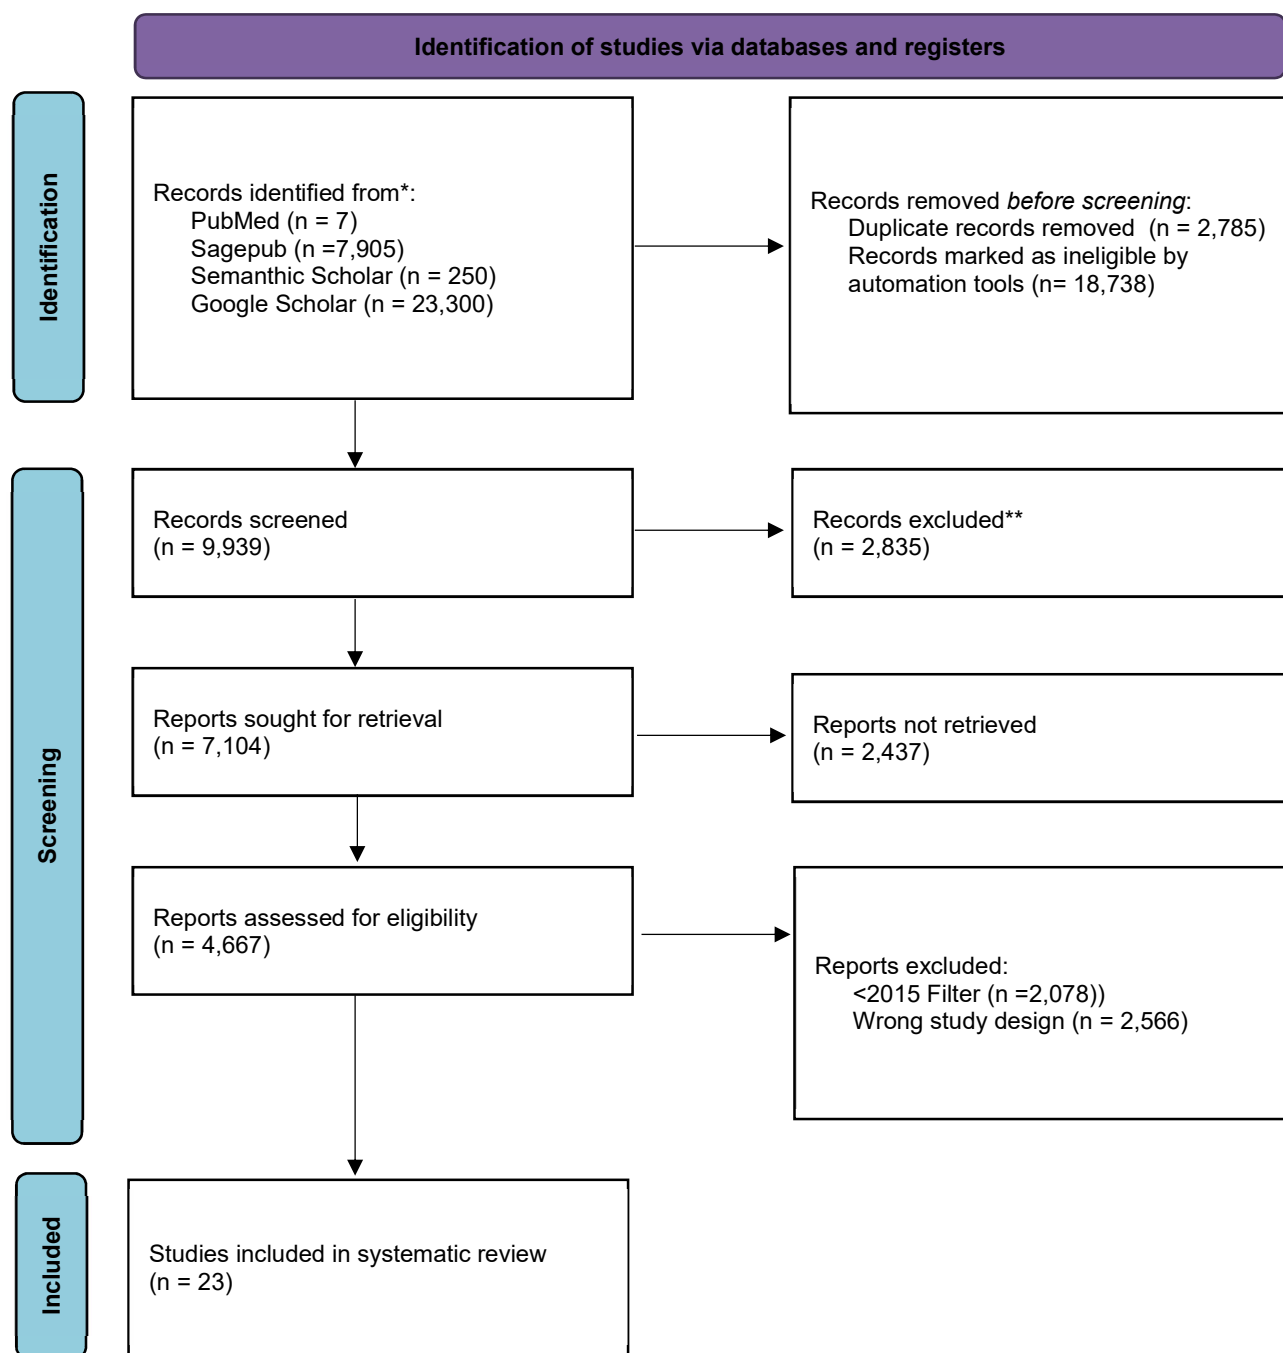 Identification of studies via databases and registers
Identification
Records identified from*:
PubMed (n = 7)
Sagepub (n =7,905)
Semanthic Scholar (n = 250)
Google Scholar (n = 23,300)
Records removed before screening:
Duplicate records removed  (n = 2,785)
Records marked as ineligible by
automation tools (n= 18,738)
Screening
Records screened
(n = 9,939)
Records excluded**
(n = 2,835)
Reports sought for retrieval
(n = 7,104)
Reports not retrieved
(n = 2,437)
Reports assessed for eligibility
(n = 4,667)
Reports excluded:
<2015 Filter (n =2,078))
Wrong study design (n = 2,566)
Included
Studies included in systematic review
(n = 23)